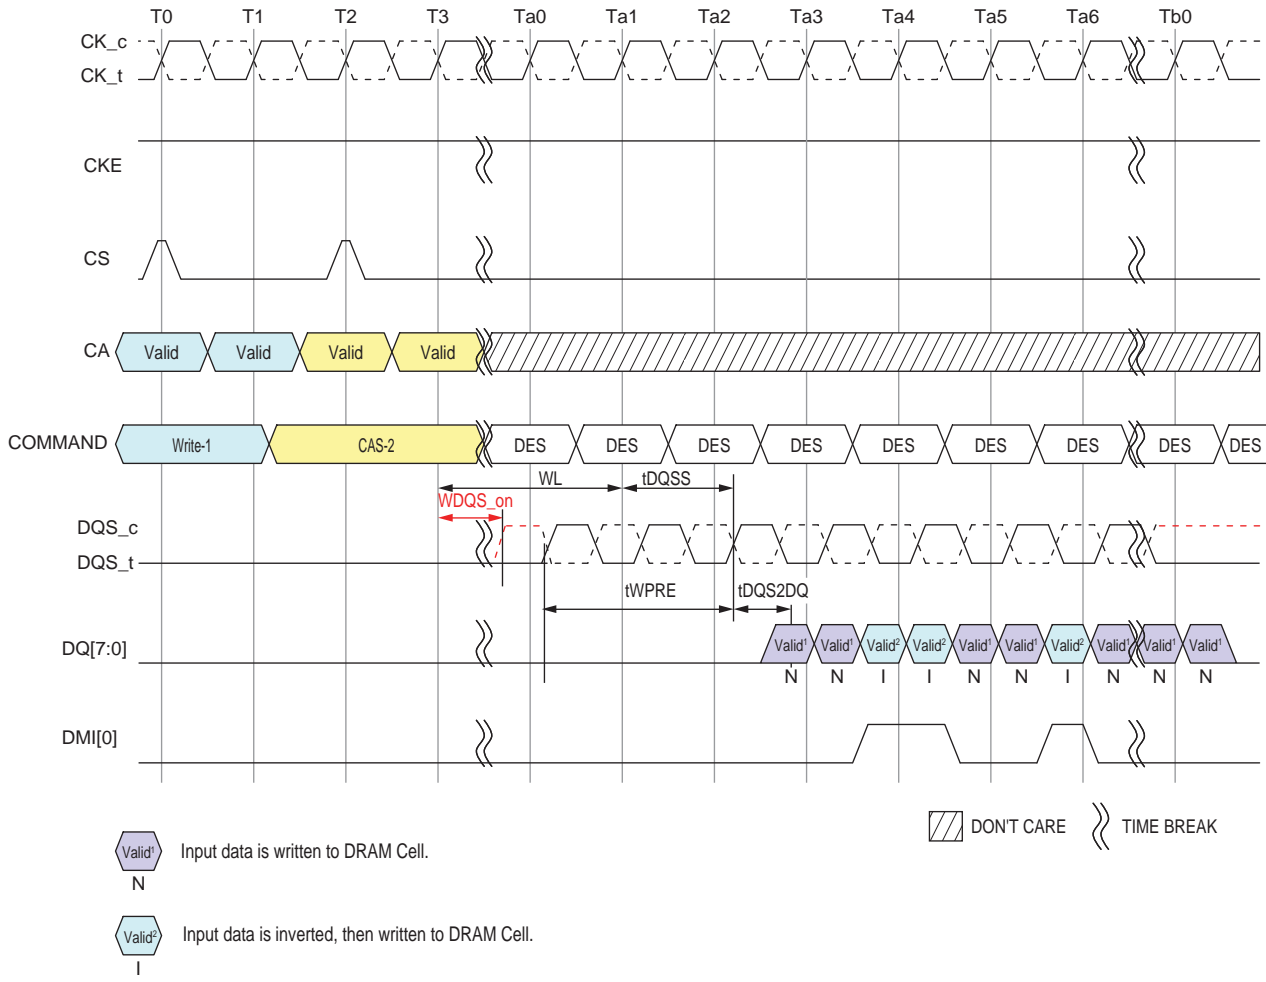 T0 T1 T2 T3 Ta0 Ta1 Ta2 Ta3 Ta4 Ta5 Ta6 Tb0
CK_c
CK_t
CKE
CS
CA Valid Valid Valid Valid
COMMAND Write-1 CAS-2 DES DES DES DES DES DES DES DES DES
WL tDQSS
WDQS_on
DQS_c
DQS_t
tWPRE tDQS2DQ
DQ[7:0] Valid¹ Valid¹ Valid² Valid² Valid¹ Valid¹ Valid² Valid¹ Valid¹ Valid¹
N N I I N N I N N N
DMI[0]
DON'T CARE TIME BREAK
Valid¹ Input data is written to DRAM Cell.
N
Valid² Input data is inverted, then written to DRAM Cell.
I